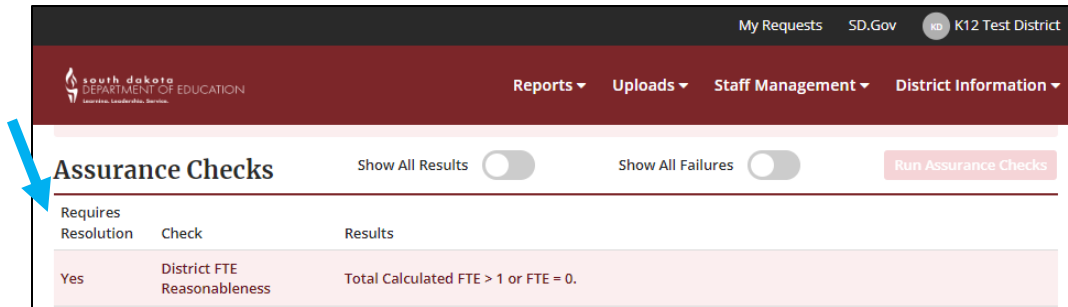 My Requests SD.Gov KD K12 Test District
south dakota
DEPARTMENT OF EDUCATION
Learning. Leadership. Service.
Reports Uploads Staff Management District Information
Assurance Checks Show All Results Show All Failures Run Assurance Checks
Requires
Resolution Check Results
Yes District FTE
Reasonableness Total Calculated FTE > 1 or FTE = 0.